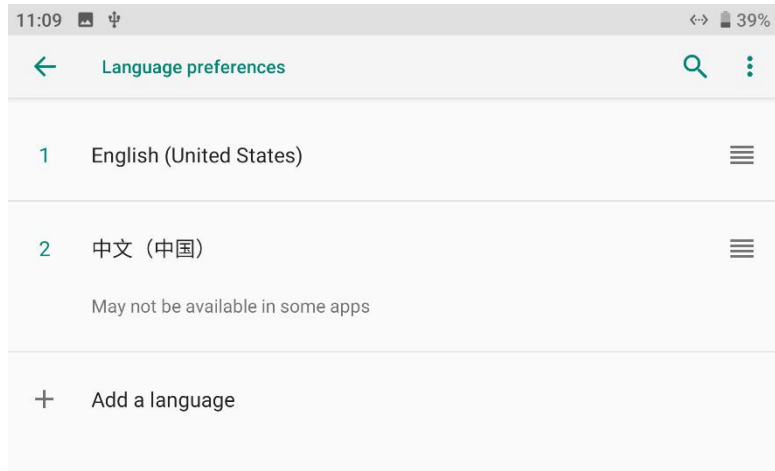 11:09 39%
Language preferences
1 English (United States)
2 中文（中国）
May not be available in some apps
Add a language